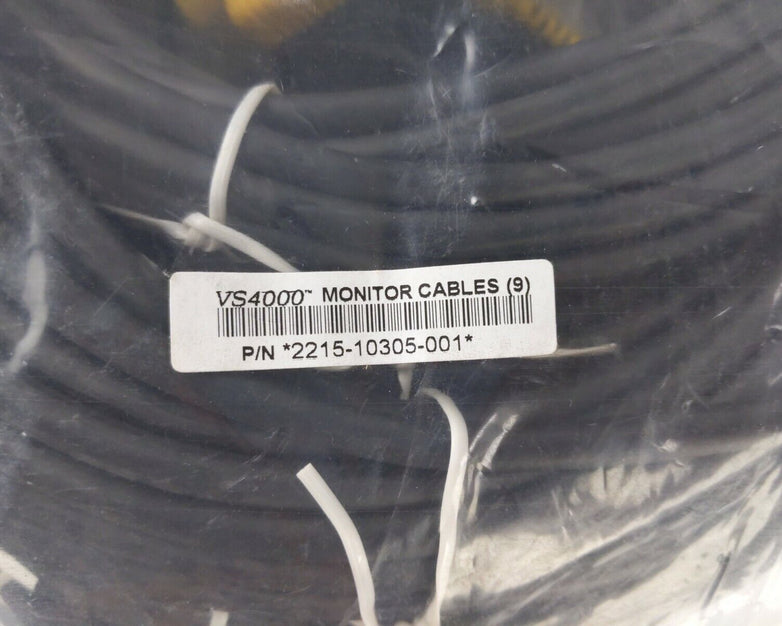 VS4000™ MONITOR CABLES (9)
P/N *2215-10305-001*